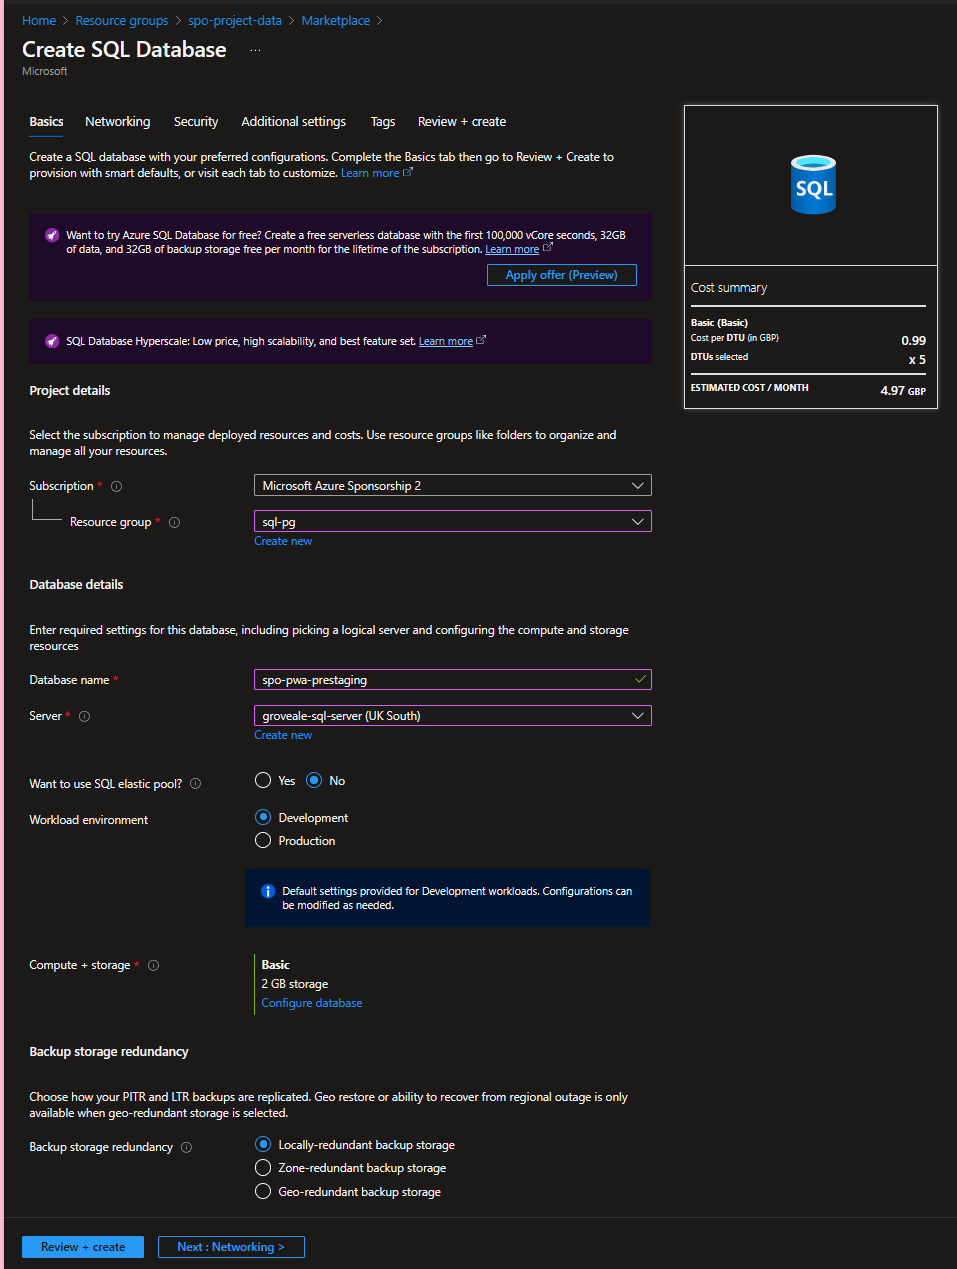 Home > Resource groups > spo-project-data > Marketplace >
Create SQL Database ...
Microsoft
Basics Networking Security Additional settings Tags Review + create
Create a SQL database with your preferred configurations. Complete the Basics tab then go to Review + Create to
provision with smart defaults, or visit each tab to customize. Learn more
Want to try Azure SQL Database for free? Create a free serverless database with the first 100,000 vCore seconds, 32GB
of data, and 32GB of backup storage free per month for the lifetime of the subscription. Learn more
Apply offer (Preview)
SQL Database Hyperscale: Low price, high scalability, and best feature set. Learn more
SQL
Cost summary
Basic (Basic)
Cost per DTU (in GBP) 0.99
DTUs selected x 5
ESTIMATED COST / MONTH 4.97 GBP
Project details
Select the subscription to manage deployed resources and costs. Use resource groups like folders to organize and
manage all your resources.
Subscription * Microsoft Azure Sponsorship 2
Resource group * sql-pg
Create new
Database details
Enter required settings for this database, including picking a logical server and configuring the compute and storage
resources
Database name * spo-pwa-prestaging
Server * groveale-sql-server (UK South)
Create new
Want to use SQL elastic pool? Yes No
Workload environment Development
Production
Default settings provided for Development workloads. Configurations can
be modified as needed.
Compute + storage * Basic
2 GB storage
Configure database
Backup storage redundancy
Choose how your PITR and LTR backups are replicated. Geo restore or ability to recover from regional outage is only
available when geo-redundant storage is selected.
Backup storage redundancy Locally-redundant backup storage
Zone-redundant backup storage
Geo-redundant backup storage
Review + create Next : Networking >